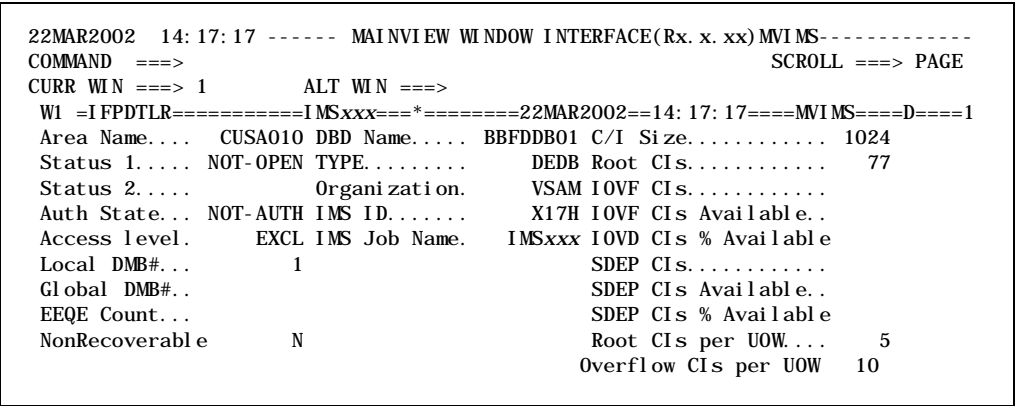 22MAR2002  14:17:17 ------ MAINVIEW WINDOW INTERFACE(Rx.x.xx)MVIMS-------------
COMMAND  ===>                                                 SCROLL ===> PAGE
CURR WIN ===> 1        ALT WIN ===>
W1 =IFPDTLR===========IMSxxx===*========22MAR2002==14:17:17====MVIMS====D====1
Area Name....  CUSA010 DBD Name..... BBFDDB01 C/I Size............ 1024
Status 1..... NOT-OPEN TYPE.........     DEDB Root CIs............   77
Status 2.....          Organization.     VSAM IOVF CIs............
Auth State... NOT-AUTH IMS ID.......     X17H IOVF CIs Available..
Access level.     EXCL IMS Job Name.   IMSxxx IOVD CIs % Available
Local DMB#...        1                        SDEP CIs............
Global DMB#..                                 SDEP CIs Available..
EEQE Count...                                 SDEP CIs % Available
NonRecoverable       N                        Root CIs per UOW....    5
Overflow CIs per UOW   10